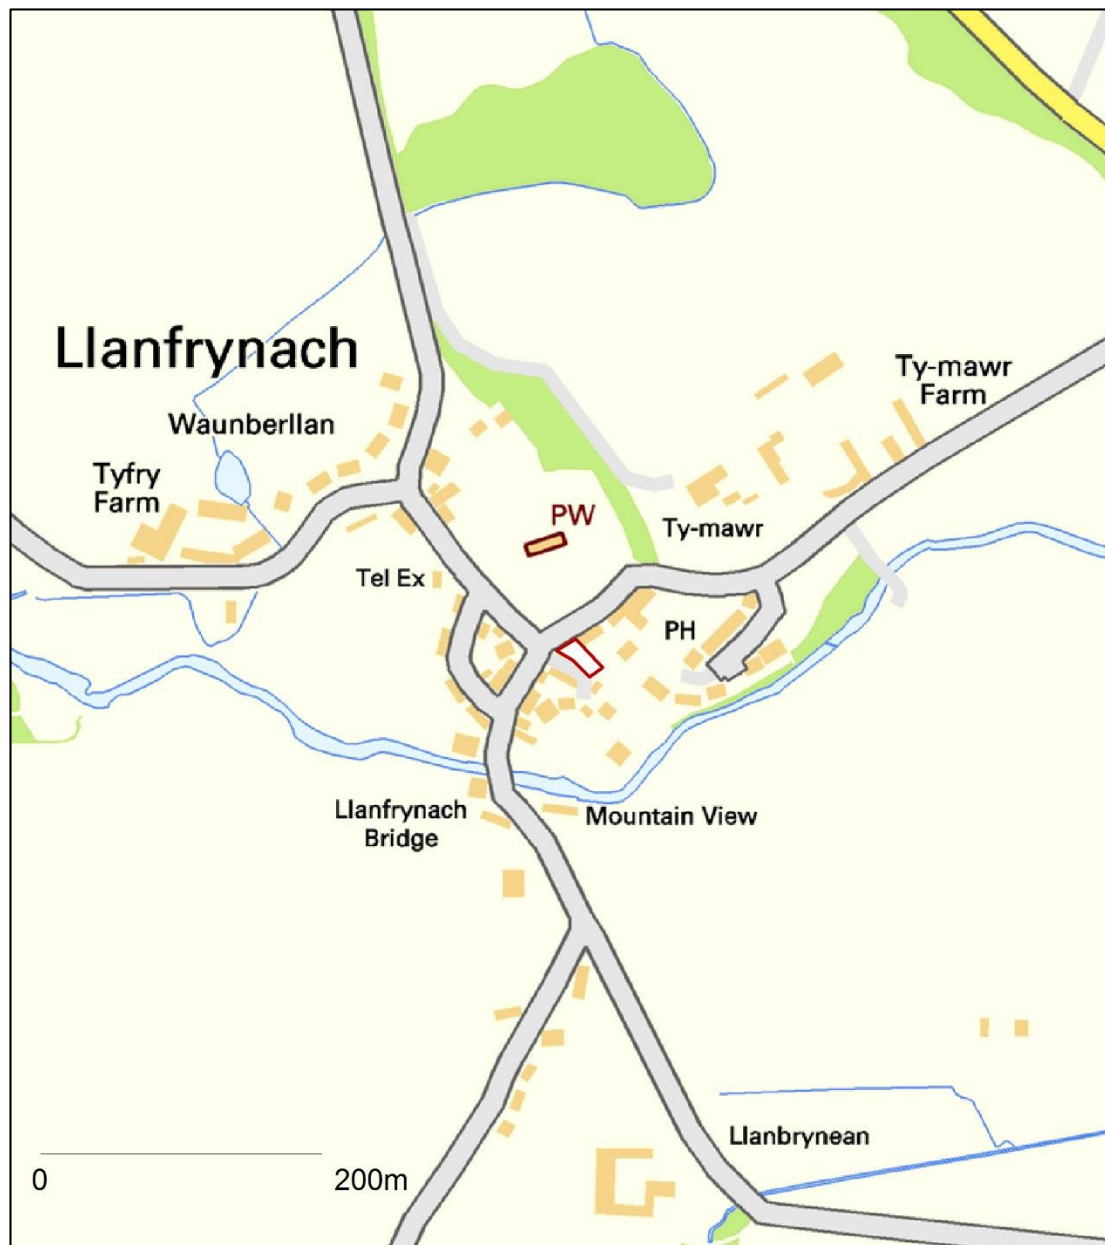 Llanfrynach
Waunberllan
Tyfry
Farm
Ty-mawr
Farm
PW
Ty-mawr
Tel Ex
PH
Llanfrynach
Bridge
Mountain View
Llanbrynean
0 200m